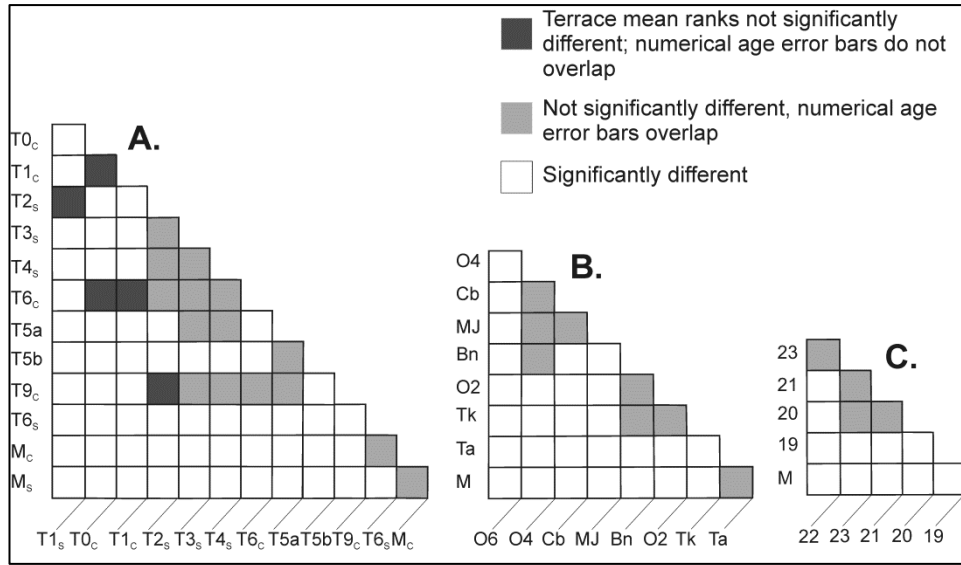 Terrace mean ranks not significantly
different; numerical age error bars do not
overlap
Not significantly different, numerical age
error bars overlap
Significantly different
A.
T0c
T1c
T2s
T3s
T4s
T6c
T5a
T5b
T9c
T6s
Mc
Ms
T1s T0c T1c T2s T3s T4s T6c T5a T5b T9c T6s Mc
B.
O4
Cb
MJ
Bn
O2
Tk
Ta
M
O6 O4 Cb MJ Bn O2 Tk Ta
C.
23
21
20
19
M
22 23 21 20 19